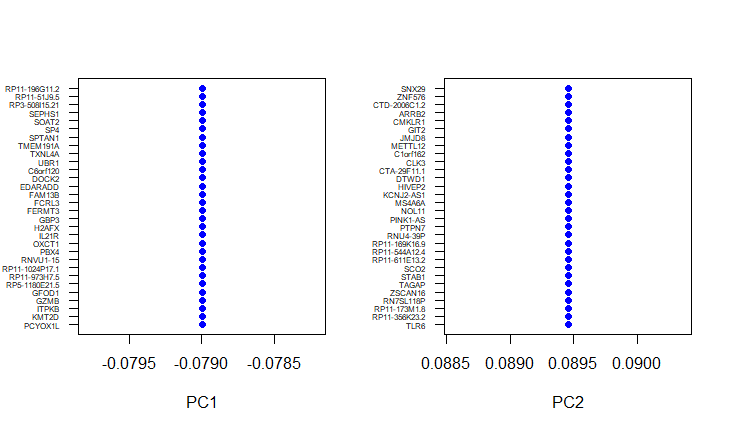 RP11-196G11.2
RP11-51J9.5
RP3-508I15.21
SEPHS1
SOAT2
SP4
SPTAN1
TMEM191A
TXNL4A
UBR1
C6orf120
DOCK2
EDARADD
FAM13B
FCRL3
FERMT3
GBP3
H2AFX
IL21R
OXCT1
PBX4
RNVU1-15
RP11-1024P17.1
RP11-973H7.5
RP5-1180E21.5
GFOD1
GZMB
ITPKB
KMT2D
PCYOX1L
-0.0795 -0.0790 -0.0785
PC1
SNX29
ZNF576
CTD-2006C1.2
ARRB2
CMKLR1
GIT2
JMJD8
METTL12
C1orf162
CLK3
CTA-29F11.1
DTWD1
HIVEP2
KCNJ2-AS1
MS4A6A
NOL11
PINK1-AS
PTPN7
RNU4-39P
RP11-169K16.9
RP11-544A12.4
RP11-611E13.2
SCO2
STAB1
TAGAP
ZSCAN16
RN7SL118P
RP11-173M1.8
RP11-356K23.2
TLR6
0.0885 0.0890 0.0895 0.0900
PC2